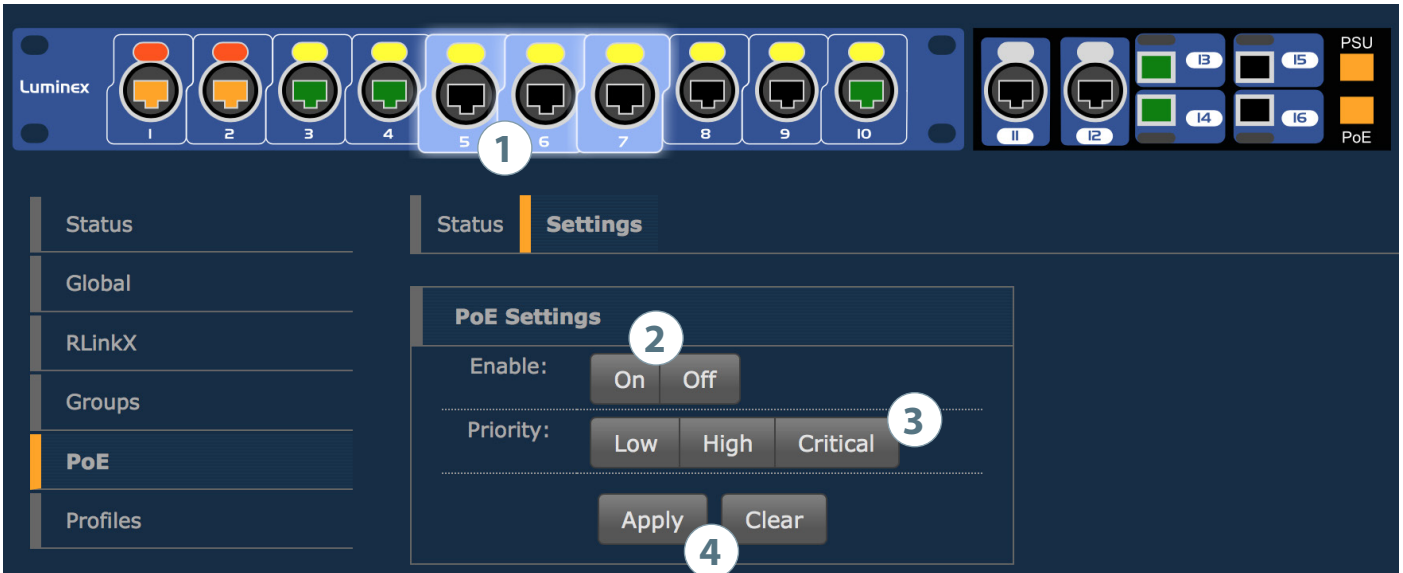 PSU
Luminex
13 15
14 16
1 2 3 4 5 6 7 8 9 10 11 12 PoE
1
Status
Global
RLinkX
Groups
PoE
Profiles
Status Settings
PoE Settings
2
Enable: On Off
3
Priority: Low High Critical
Apply Clear
4